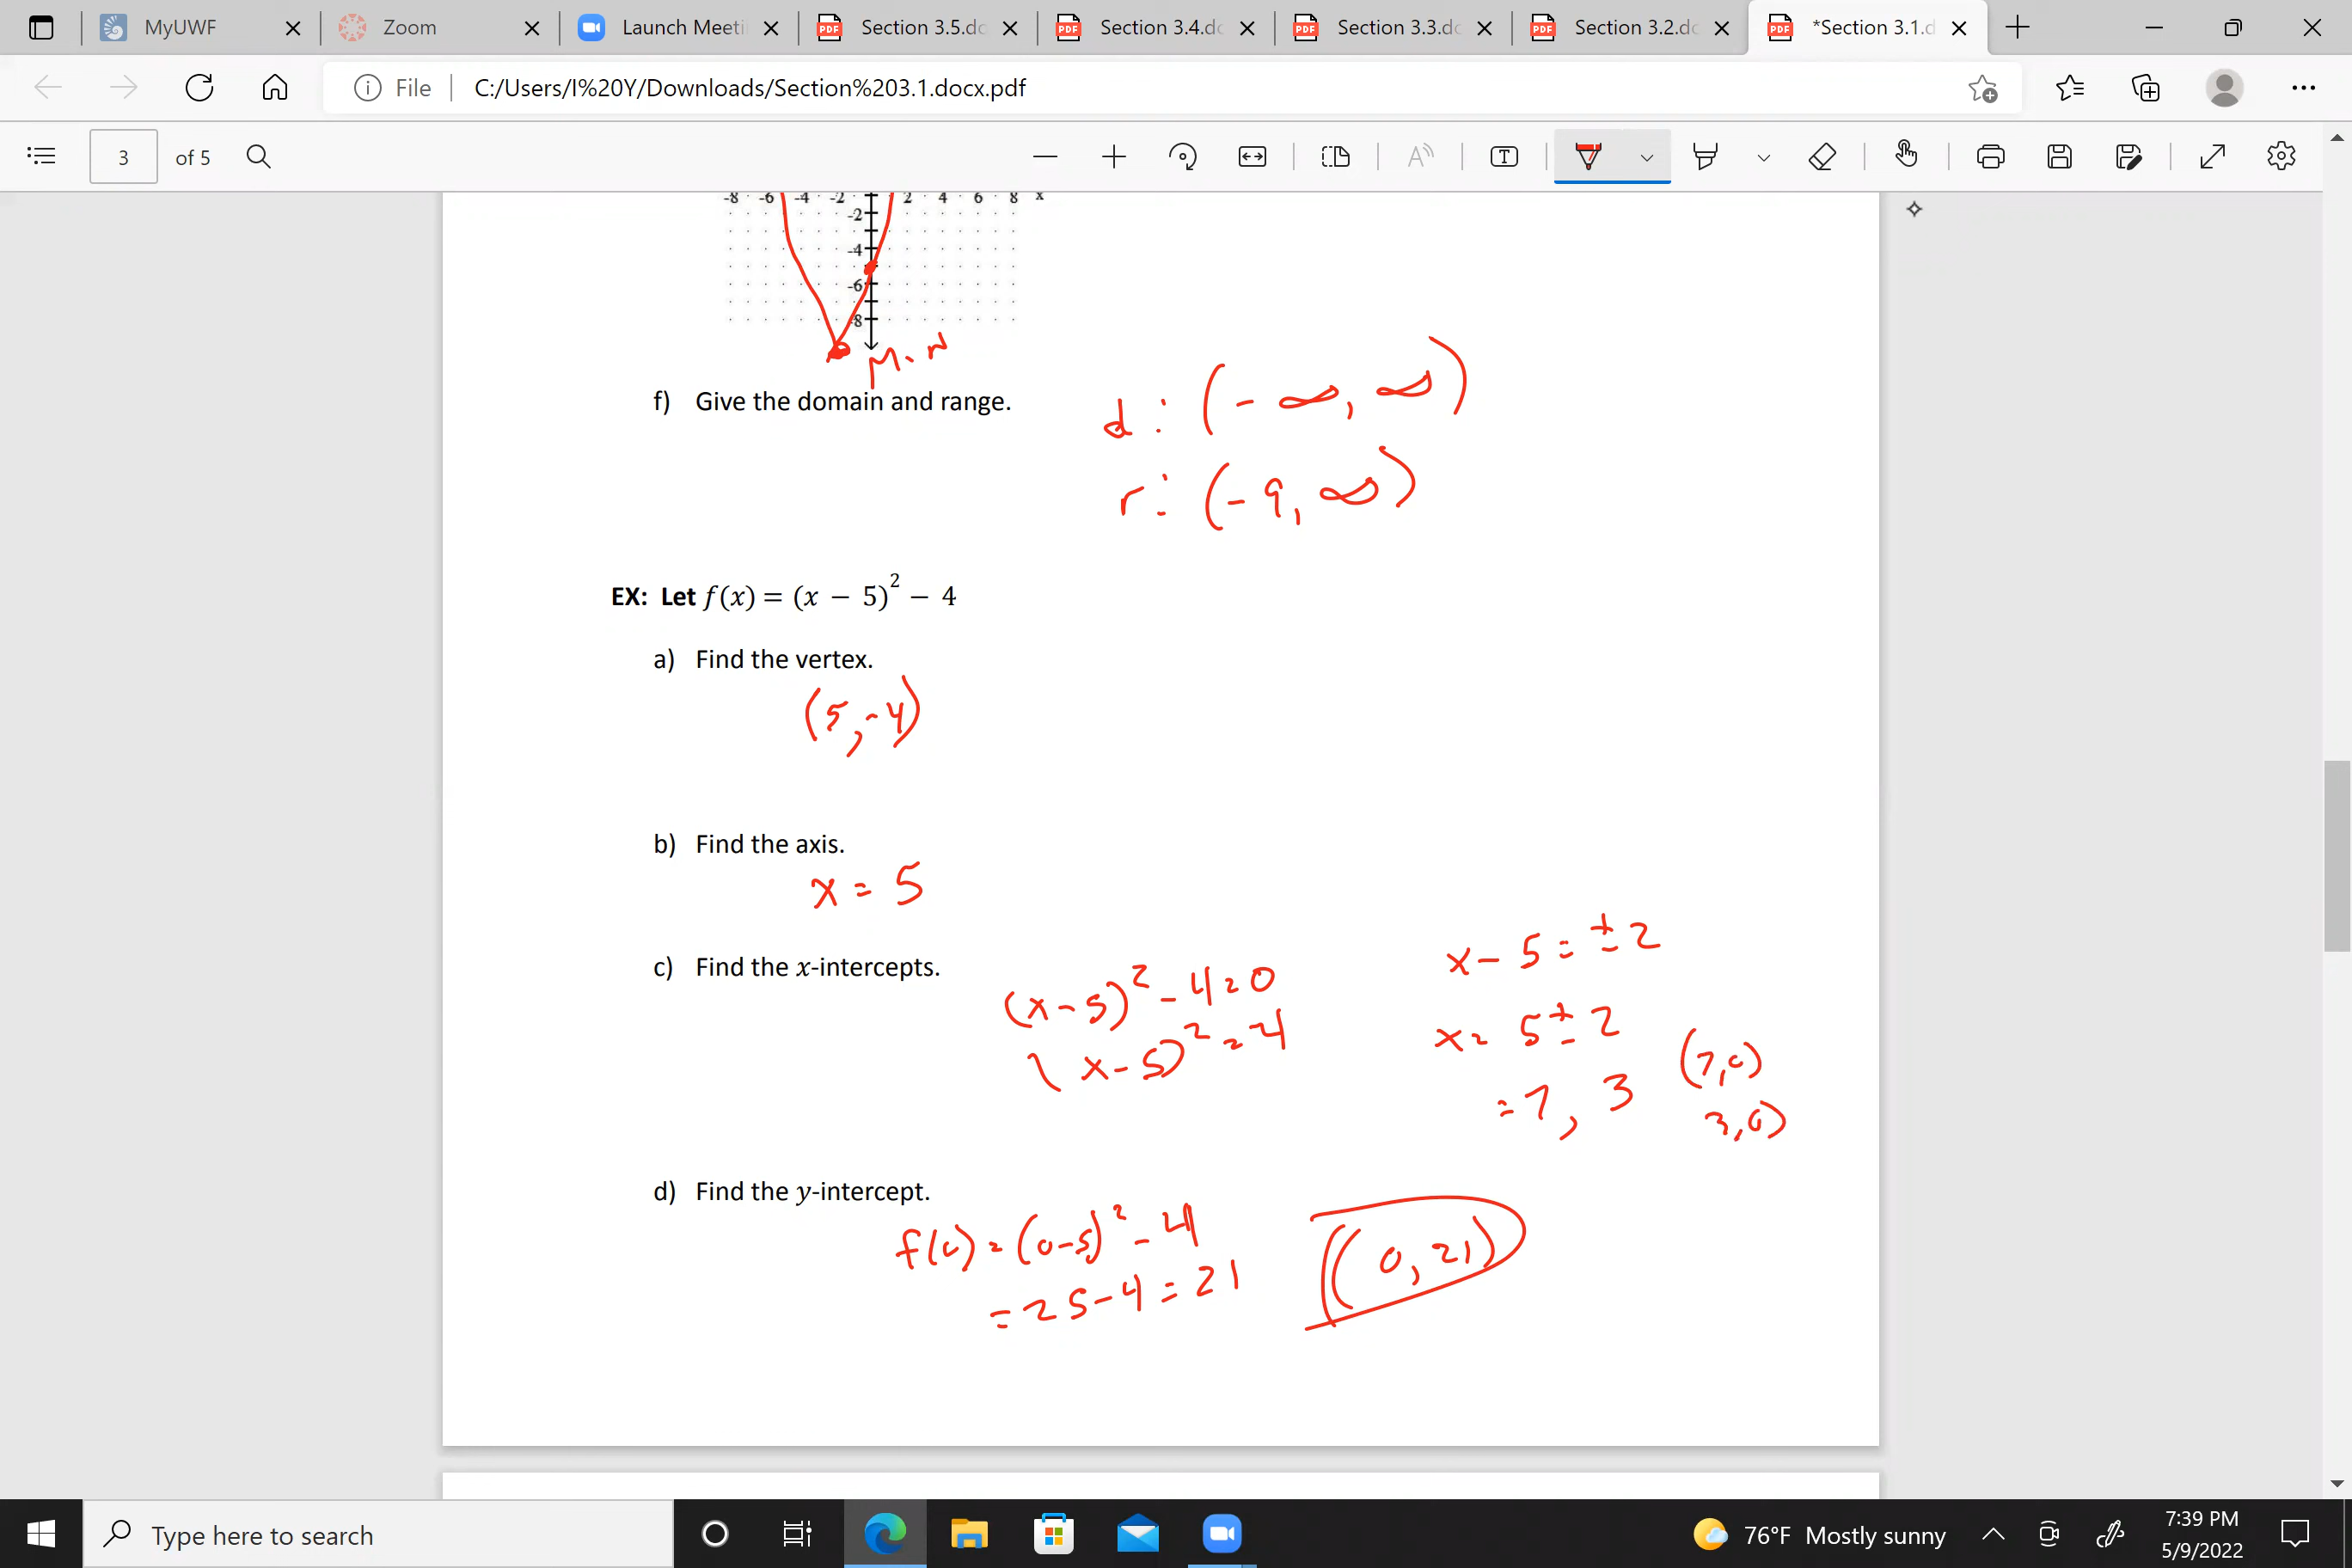 MyUWF
Zoom
Launch Meeti
Section 3.5.dc
Section 3.4.dc
Section 3.3.dc
Section 3.2.dc
*Section 3.1.d
File
C:/Users/I%20Y/Downloads/Section%203.1.docx.pdf
3 of 5
-8 -6 -4 -2 2 4 6 8 x
-2
-4
-6
-8
Min
f) Give the domain and range.
d: (-∞, ∞)
r: (-9, ∞)
EX: Let f(x) = (x − 5)² − 4
a) Find the vertex.
(5, -4)
b) Find the axis.
x = 5
c) Find the x-intercepts.
(x-5)² - 4 = 0
(x-5)² = 4
x - 5 = ± 2
x = 5 ± 2
= 7, 3
(7,0)
3,0)
d) Find the y-intercept.
f(0) = (0-5)² - 4
= 25 - 4 = 21
(0, 21)
Type here to search
76°F Mostly sunny
7:39 PM
5/9/2022